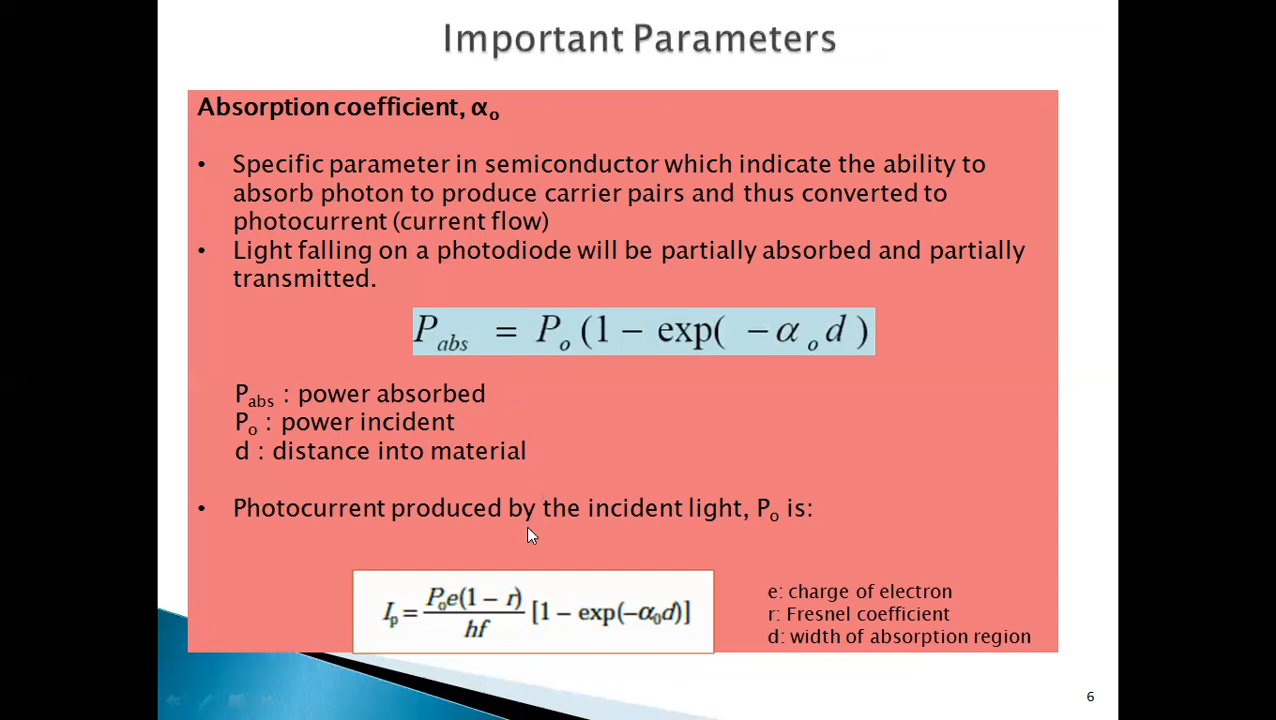 Important Parameters
Absorption coefficient, αₒ
• Specific parameter in semiconductor which indicate the ability to
absorb photon to produce carrier pairs and thus converted to
photocurrent (current flow)
• Light falling on a photodiode will be partially absorbed and partially
transmitted.
P_abs = P_o (1 − exp( −α_o d )
P_abs : power absorbed
P_o : power incident
d : distance into material
• Photocurrent produced by the incident light, P_o is:
I_p = P_o e(1 − r) / hf [1 − exp(−α_0 d)]
e: charge of electron
r: Fresnel coefficient
d: width of absorption region
6